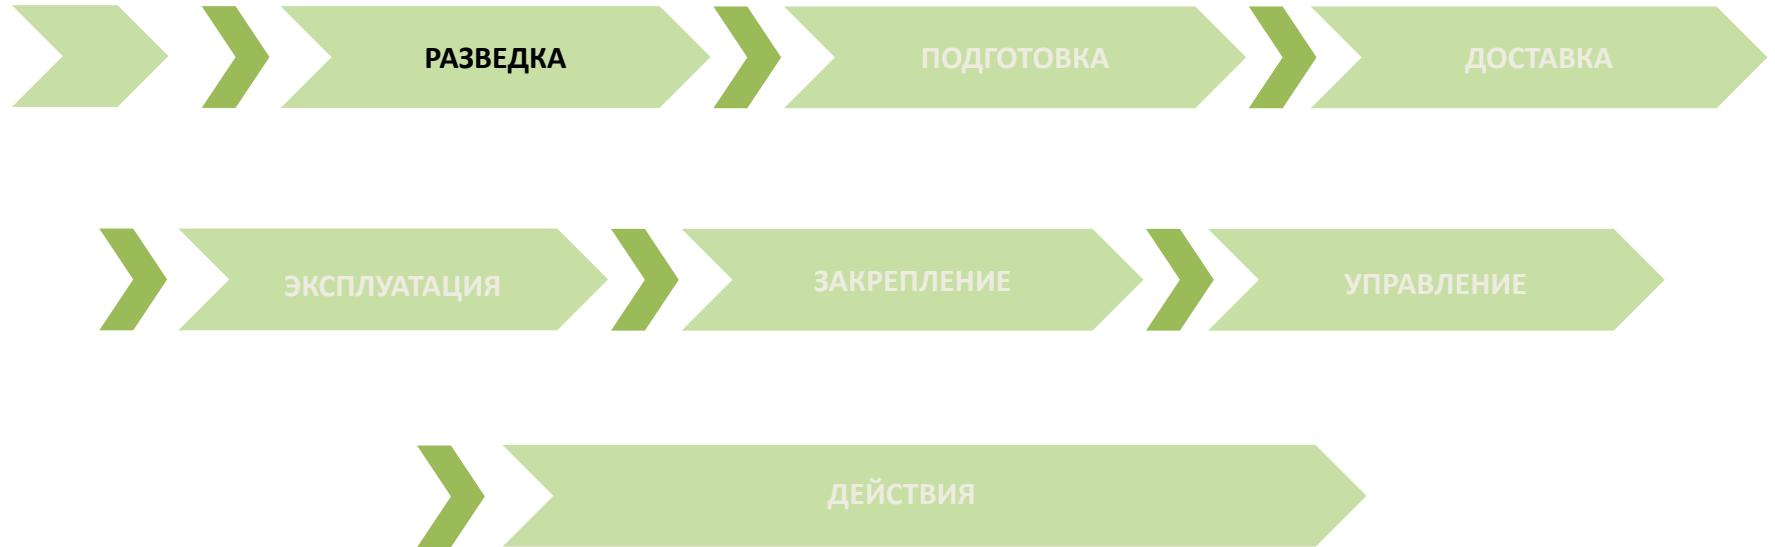 РАЗВЕДКА
ПОДГОТОВКА
ДОСТАВКА
ЭКСПЛУАТАЦИЯ
ЗАКРЕПЛЕНИЕ
УПРАВЛЕНИЕ
ДЕЙСТВИЯ